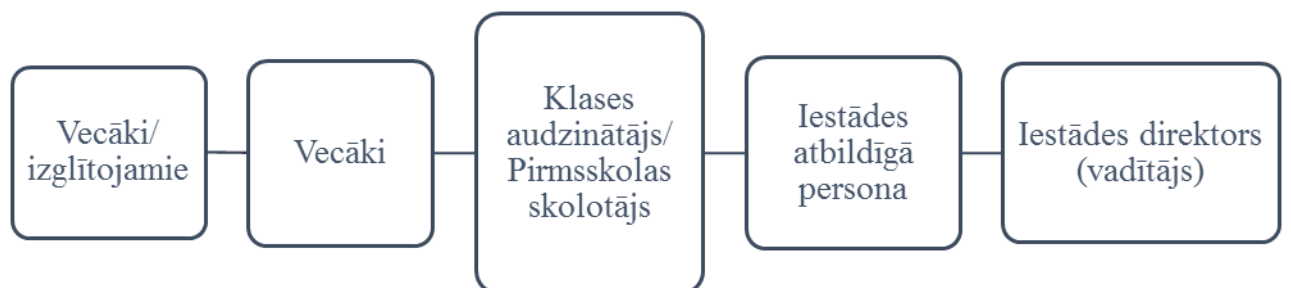 Vecāki/
izglītojamie
Vecāki
Klases
audzinātājs/
Pirmsskolas
skolotājs
Iestādes
atbildīgā
persona
Iestādes direktors
(vadītājs)